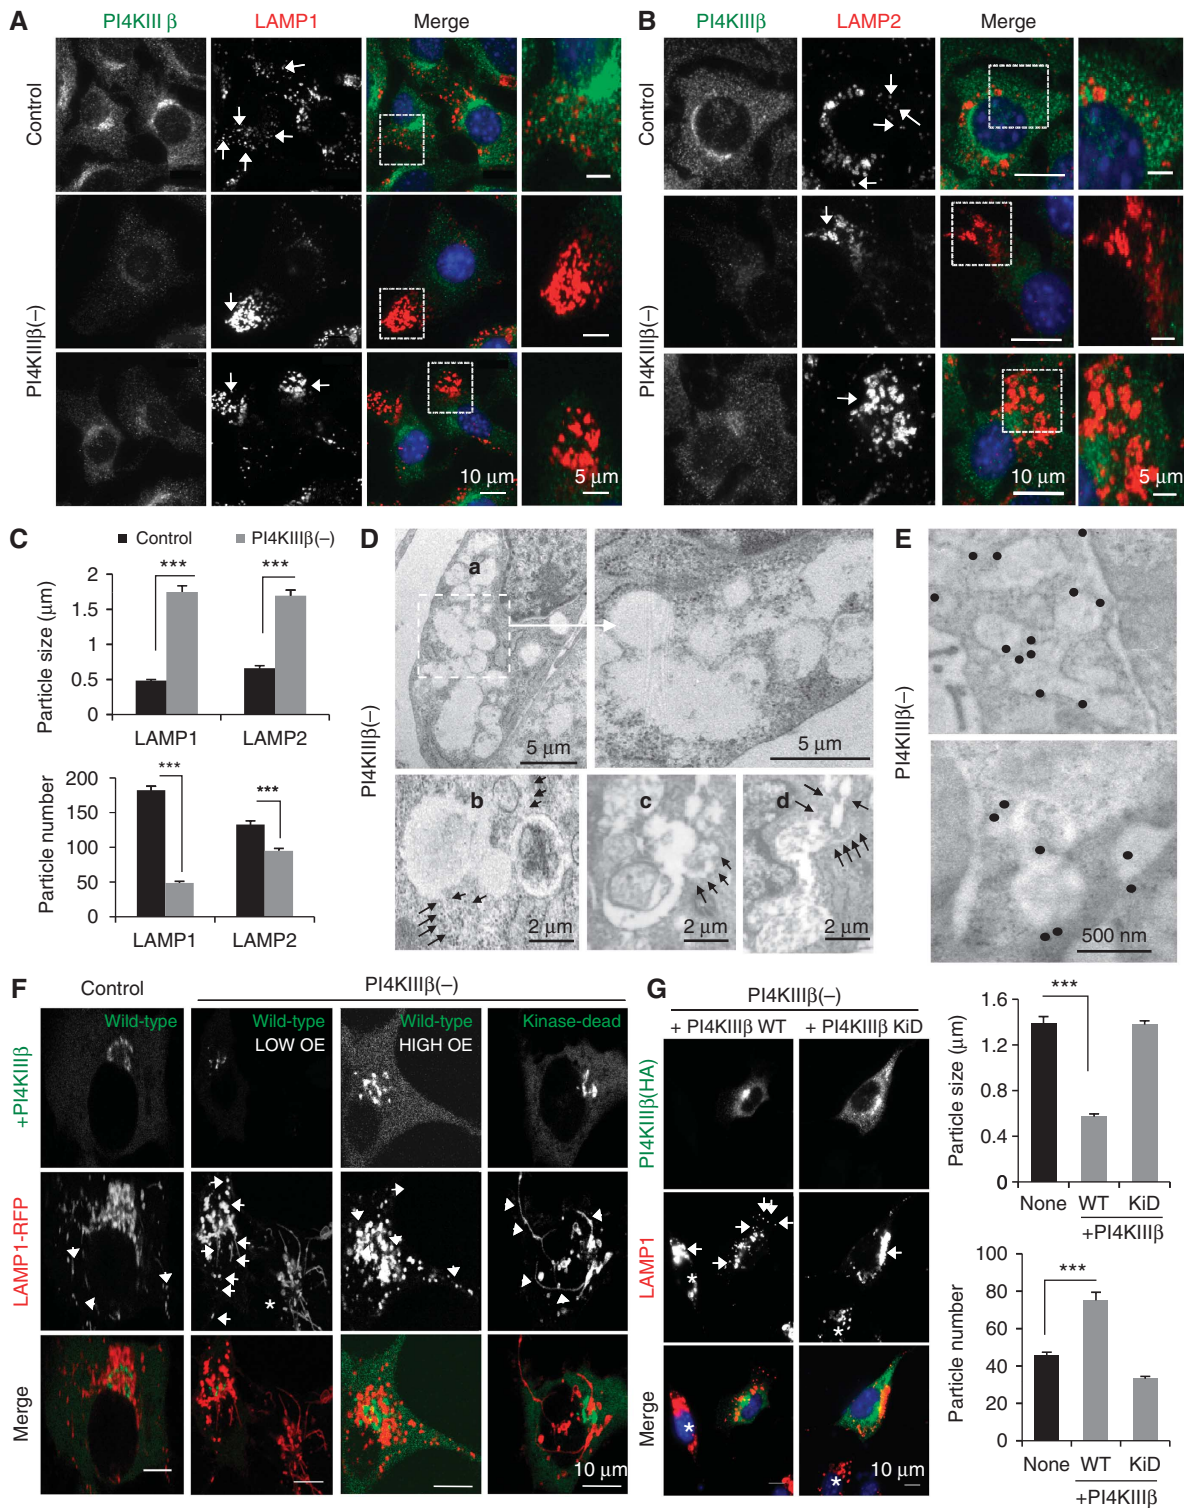 A
PI4KIII β
LAMP1
Merge
Control
PI4KIIIβ(–)
10 μm
5 μm
B
PI4KIIIβ
LAMP2
Merge
Control
PI4KIIIβ(–)
10 μm
5 μm
C
Control
PI4KIIIβ(–)
Particle size (μm)
2
1.5
1
0.5
0
***
***
LAMP1
LAMP2
Particle number
200
150
100
50
0
***
***
LAMP1
LAMP2
D
PI4KIIIβ(–)
a
5 μm
5 μm
b
2 μm
c
2 μm
d
2 μm
E
PI4KIIIβ(–)
500 nm
F
Control
PI4KIIIβ(–)
Wild-type
Wild-type
LOW OE
Wild-type
HIGH OE
Kinase-dead
+PI4KIIIβ
LAMP1-RFP
*
Merge
10 μm
G
PI4KIIIβ(–)
+ PI4KIIIβ WT
+ PI4KIIIβ KiD
PI4KIIIβ(HA)
LAMP1
*
*
Merge
*
*
10 μm
Particle size (μm)
1.6
1.2
0.8
0.4
0
***
None
WT
KiD
+PI4KIIIβ
Particle number
100
80
60
40
20
0
***
None
WT
KiD
+PI4KIIIβ